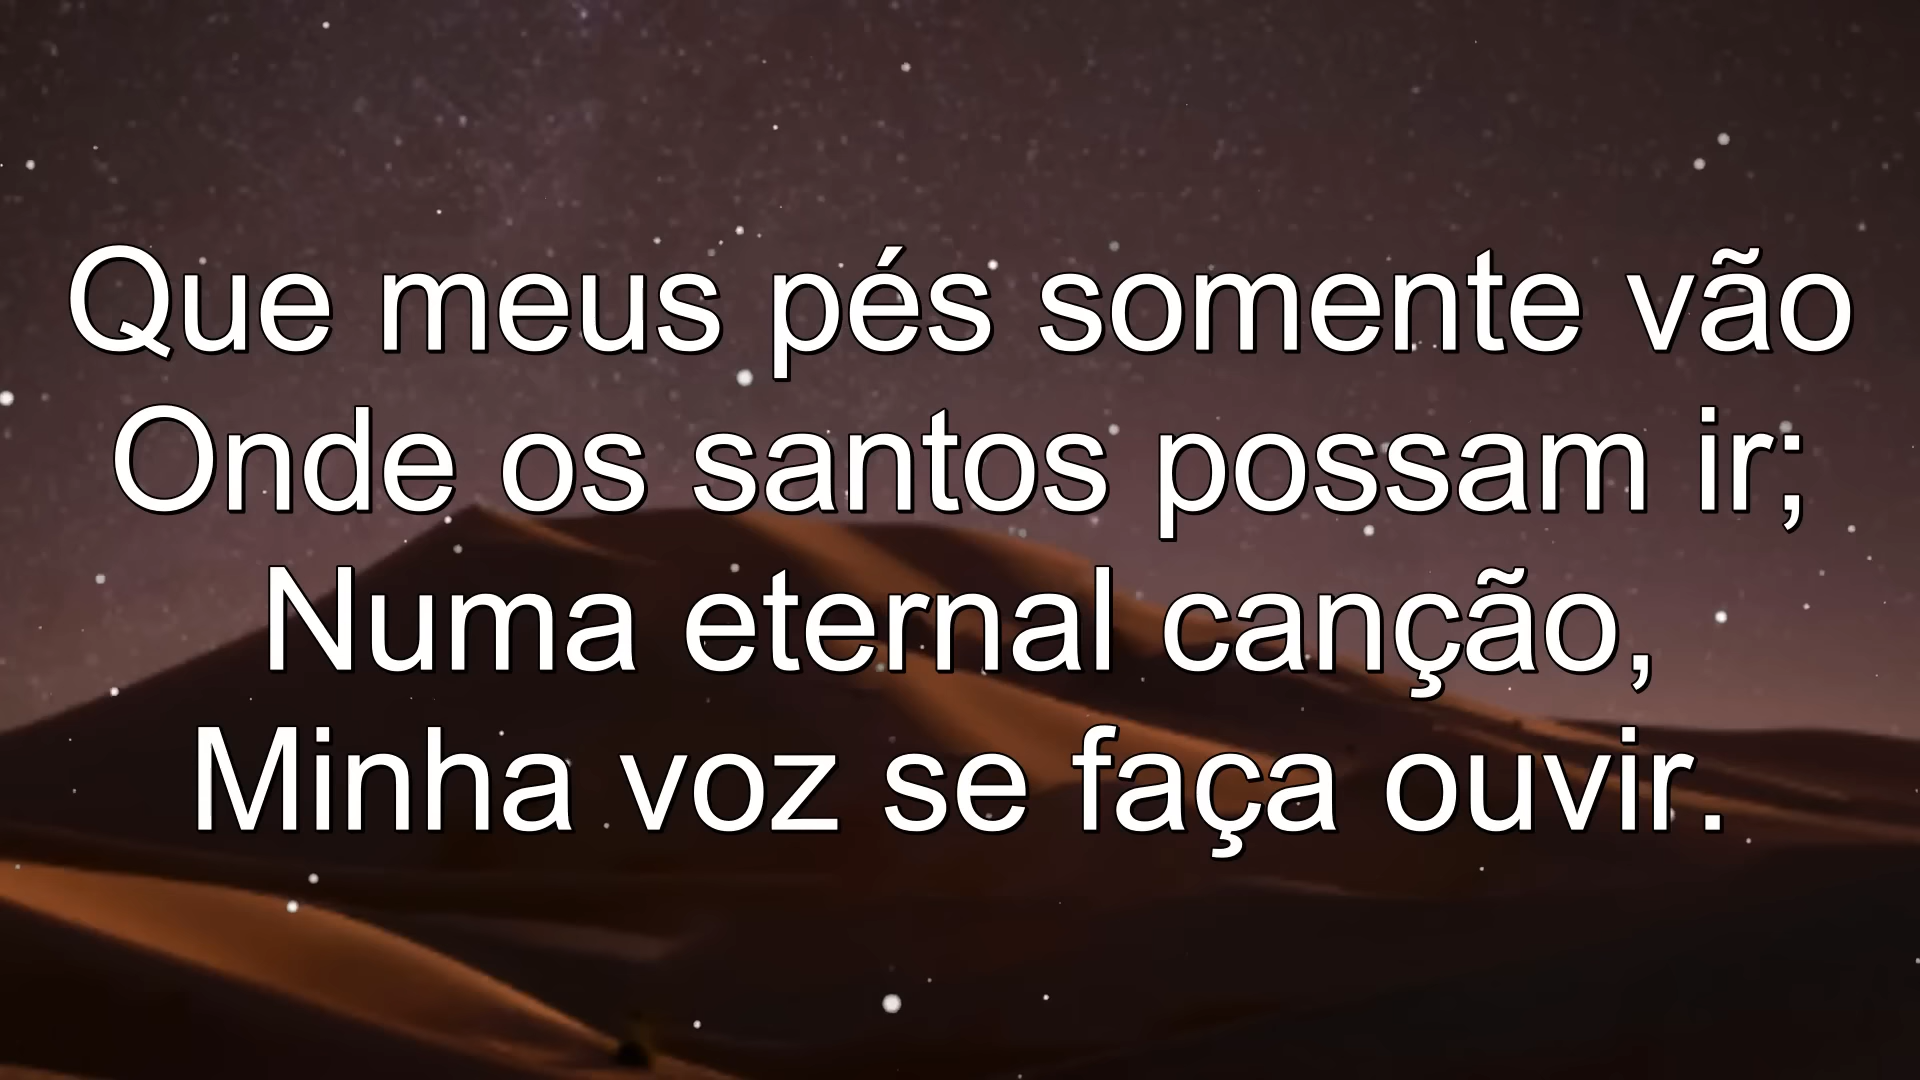 Que meus pés somente vão
Onde os santos possam ir;
Numa eternal canção,
Minha voz se faça ouvir.